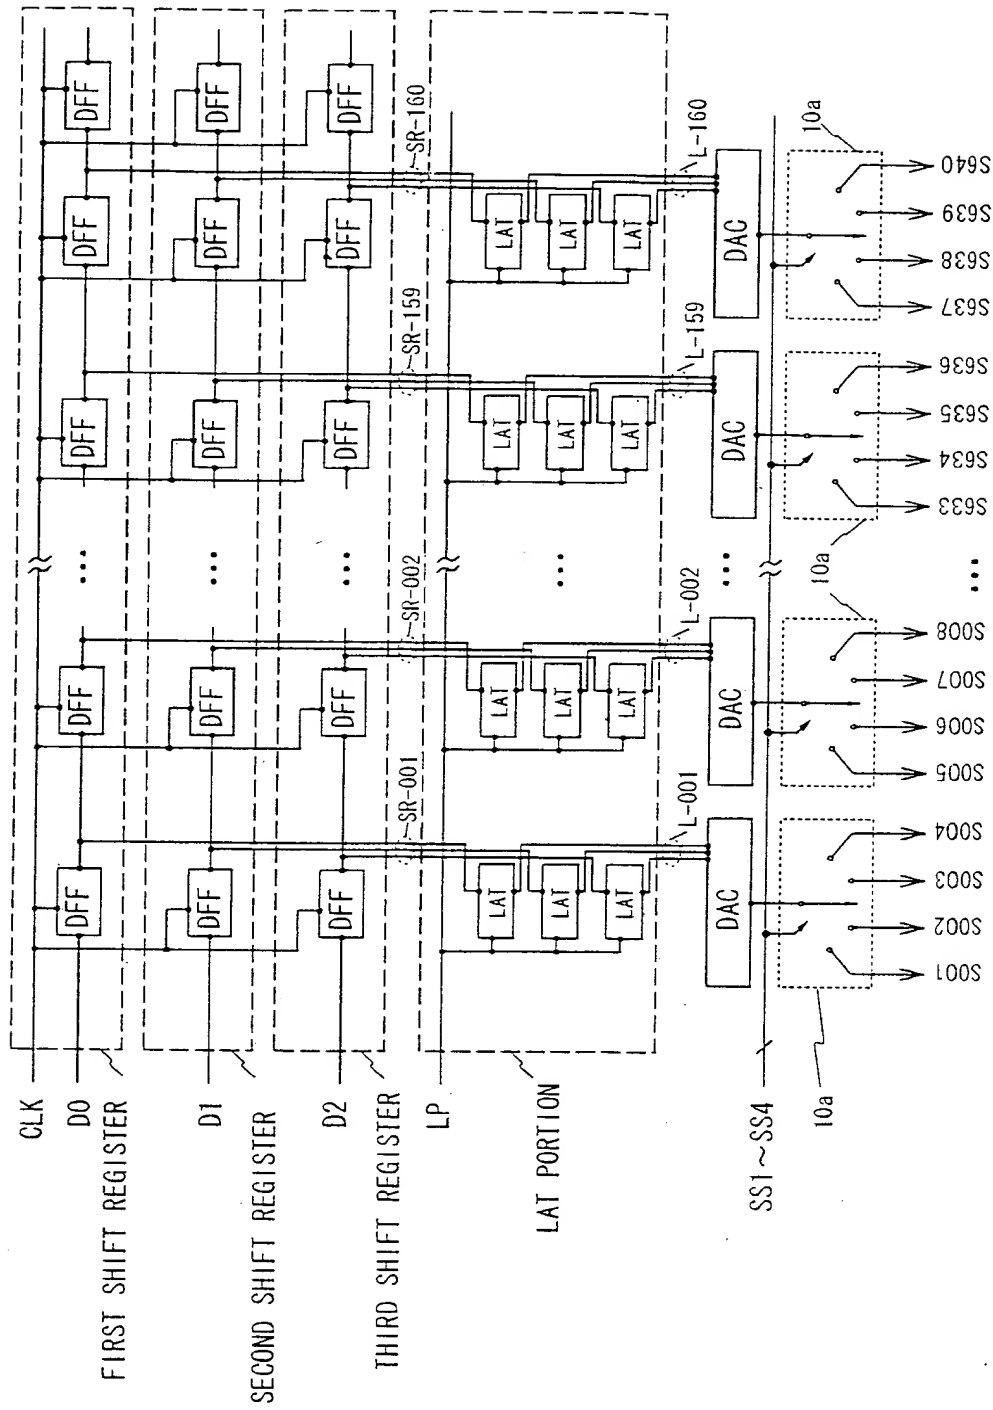 CLK
D0
FIRST SHIFT REGISTER
DFF
DFF
...
DFF
DFF
DFF
D1
SECOND SHIFT REGISTER
DFF
DFF
...
DFF
DFF
DFF
D2
THIRD SHIFT REGISTER
DFF
DFF
...
DFF
DFF
DFF
SR-001
SR-002
SR-159
SR-160
LP
LAT PORTION
LAT
LAT
LAT
LAT
LAT
LAT
...
LAT
LAT
LAT
LAT
LAT
LAT
L-001
L-002
L-159
L-160
DAC
DAC
...
DAC
DAC
SS1~SS4
10a
10a
10a
10a
S001
S002
S003
S004
S005
S006
S007
S008
...
S633
S634
S635
S636
S637
S638
S639
S640